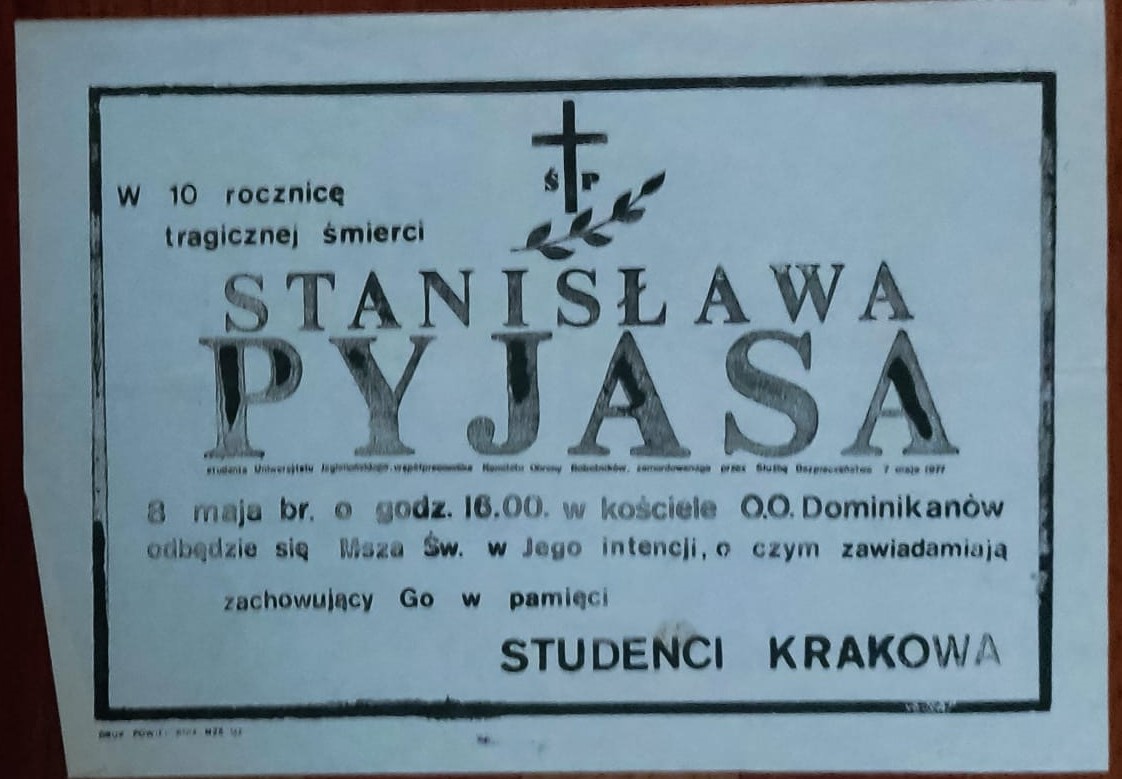 Ś P
W 10 rocznicę
tragicznej śmierci
STANISŁAWA
PYJASA
studenta Uniwersytetu Jagiellońskiego, współpracownika Komitetu Obrony Robotników, zamordowanego przez Służbę Bezpieczeństwa 7 maja 1977
8 maja br. o godz. 16.00. w kościele O.O. Dominikanów
odbędzie się Msza Św. w Jego intencji, o czym zawiadamiają
zachowujący Go w pamięci
STUDENCI KRAKOWA